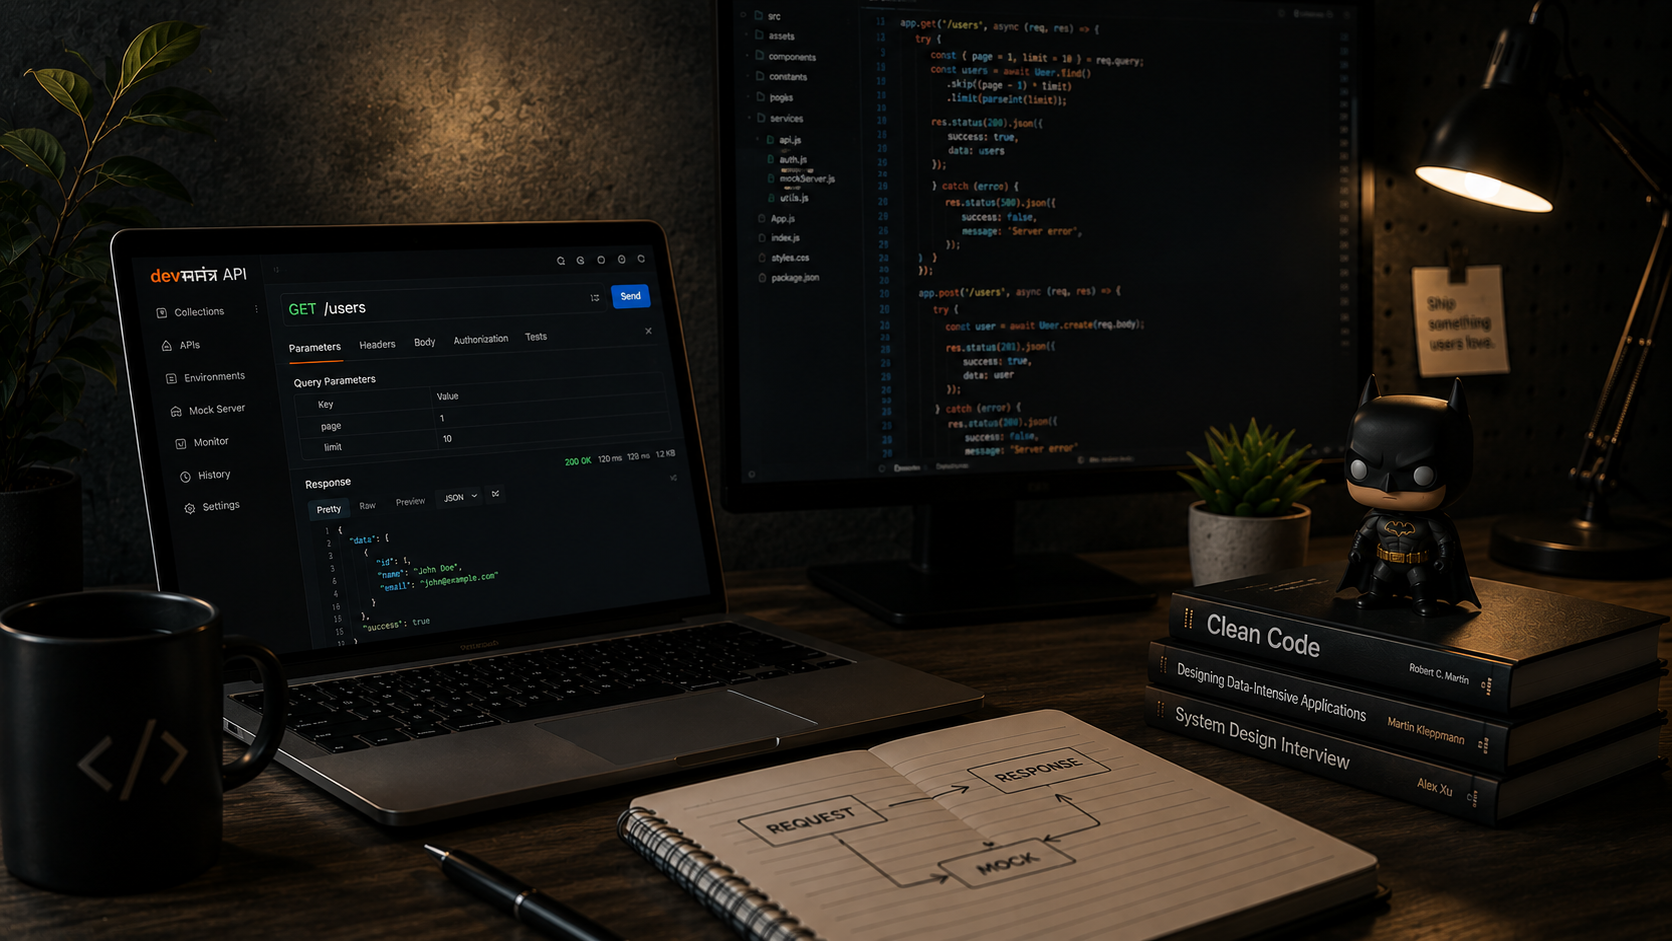 devमंत्र API
Collections
APIs
Environments
Mock Server
Monitor
History
Settings
GET /users
Send
Parameters
Headers
Body
Authorization
Tests
Query Parameters
Key
Value
page
1
limit
10
200 OK
120 ms
128 ms
12 KB
Response
Pretty
Raw
Preview
JSON
{
"data": [
{
"id": 1,
"name": "John Doe",
"email": "john@example.com"
}
],
"success": true
}
src
assets
components
constants
pages
services
api.js
auth.js
mockServer.js
utils.js
App.js
index.js
styles.css
package.json
app.get('/users', async (req, res) => {
try {
const { page = 1, limit = 10 } = req.query;
const users = await User.find()
.skip((page - 1) * limit)
.limit(parseInt(limit));
res.status(200).json({
success: true,
data: users
});
} catch (error) {
res.status(500).json({
success: false,
message: 'Server error',
});
} }
});
app.post('/users', async (req, res) => {
try {
const user = await User.create(req.body);
res.status(201).json({
success: true,
data: user
});
} catch (error) {
res.status(200).json({
success: false,
message: "Server error"
Ship
something
users love.
Clean Code
Robert C. Martin
Designing Data-Intensive Applications
Martin Kleppmann
System Design Interview
Alex Xu
</>
REQUEST
RESPONSE
MOCK